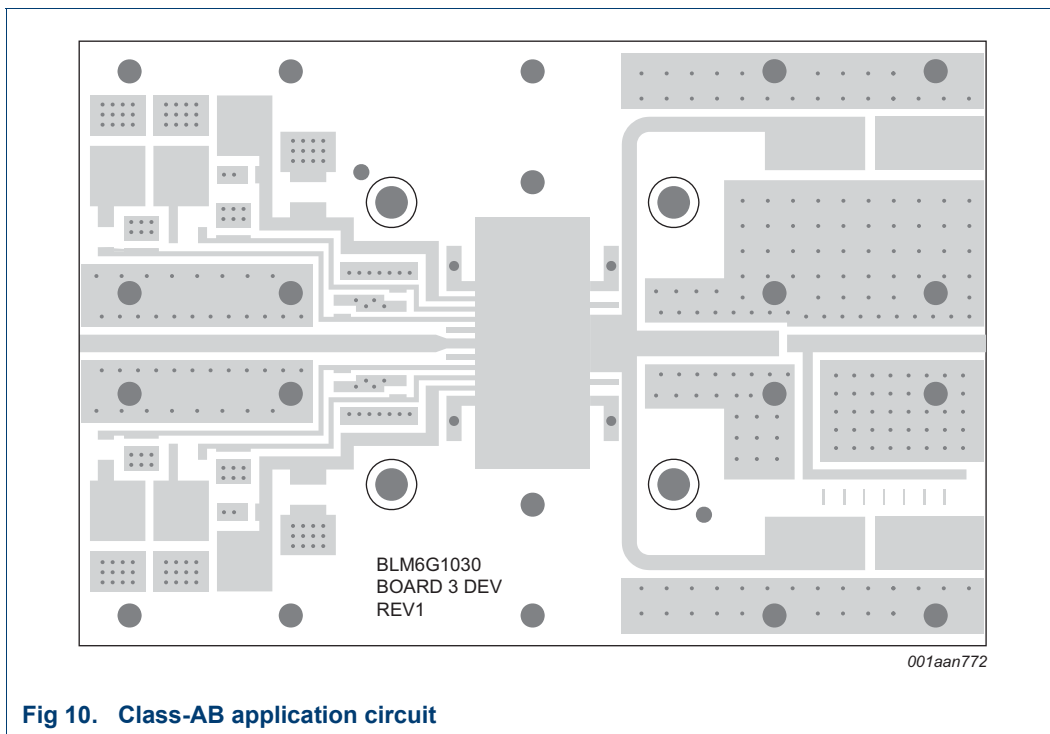 BLM6G1030
BOARD 3 DEV
REV1
001aan772
Fig 10. Class-AB application circuit